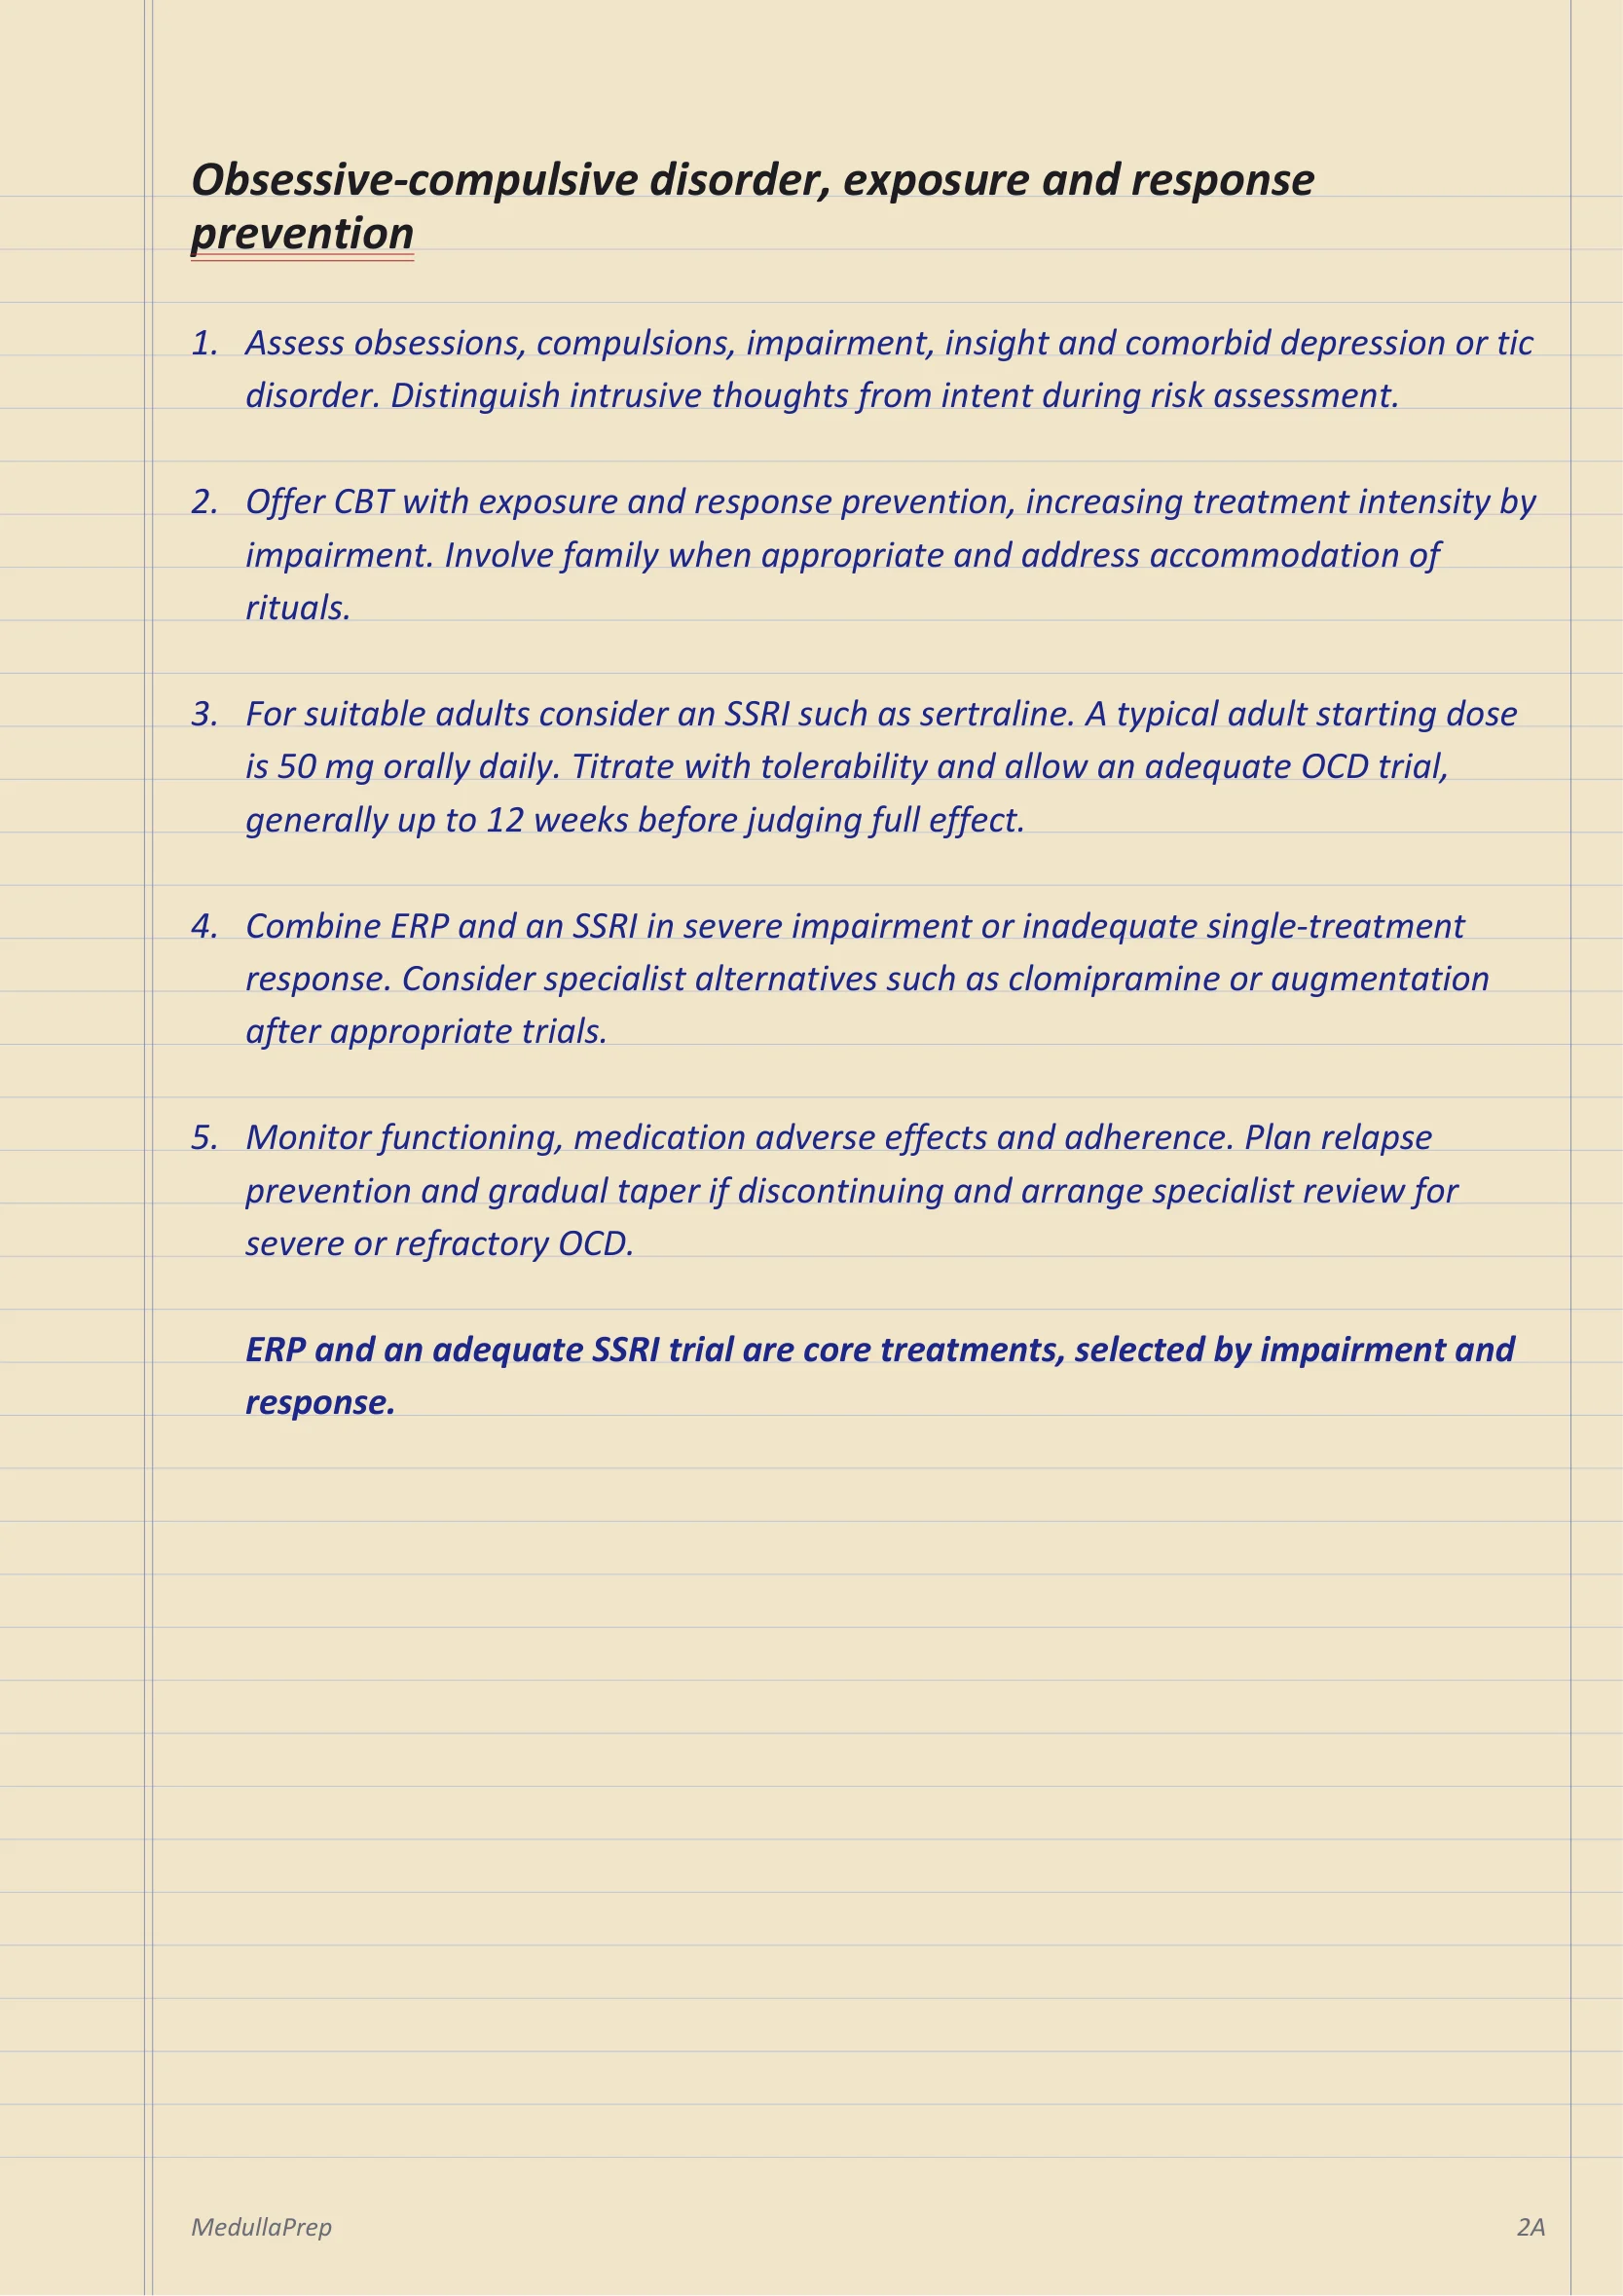 Obsessive-compulsive disorder, exposure and response
prevention
1. Assess obsessions, compulsions, impairment, insight and comorbid depression or tic
disorder. Distinguish intrusive thoughts from intent during risk assessment.
2. Offer CBT with exposure and response prevention, increasing treatment intensity by
impairment. Involve family when appropriate and address accommodation of
rituals.
3. For suitable adults consider an SSRI such as sertraline. A typical adult starting dose
is 50 mg orally daily. Titrate with tolerability and allow an adequate OCD trial,
generally up to 12 weeks before judging full effect.
4. Combine ERP and an SSRI in severe impairment or inadequate single-treatment
response. Consider specialist alternatives such as clomipramine or augmentation
after appropriate trials.
5. Monitor functioning, medication adverse effects and adherence. Plan relapse
prevention and gradual taper if discontinuing and arrange specialist review for
severe or refractory OCD.
ERP and an adequate SSRI trial are core treatments, selected by impairment and
response.
MedullaPrep
2A